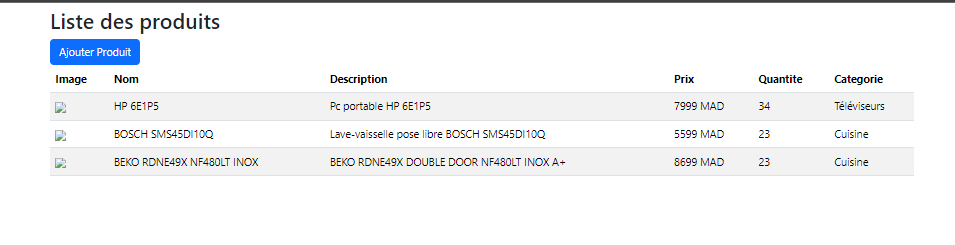 Liste des produits
Ajouter Produit
Image Nom Description Prix Quantite Categorie
HP 6E1P5 Pc portable HP 6E1P5 7999 MAD 34 Téléviseurs
BOSCH SMS45DI10Q Lave-vaisselle pose libre BOSCH SMS45DI10Q 5599 MAD 23 Cuisine
BEKO RDNE49X NF480LT INOX BEKO RDNE49X DOUBLE DOOR NF480LT INOX A+ 8699 MAD 23 Cuisine